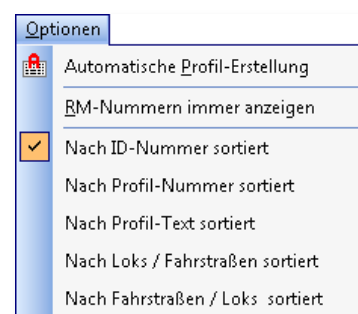 Optionen
Automatische Profil-Erstellung
RM-Nummern immer anzeigen
Nach ID-Nummer sortiert
Nach Profil-Nummer sortiert
Nach Profil-Text sortiert
Nach Loks / Fahrstraßen sortiert
Nach Fahrstraßen / Loks sortiert